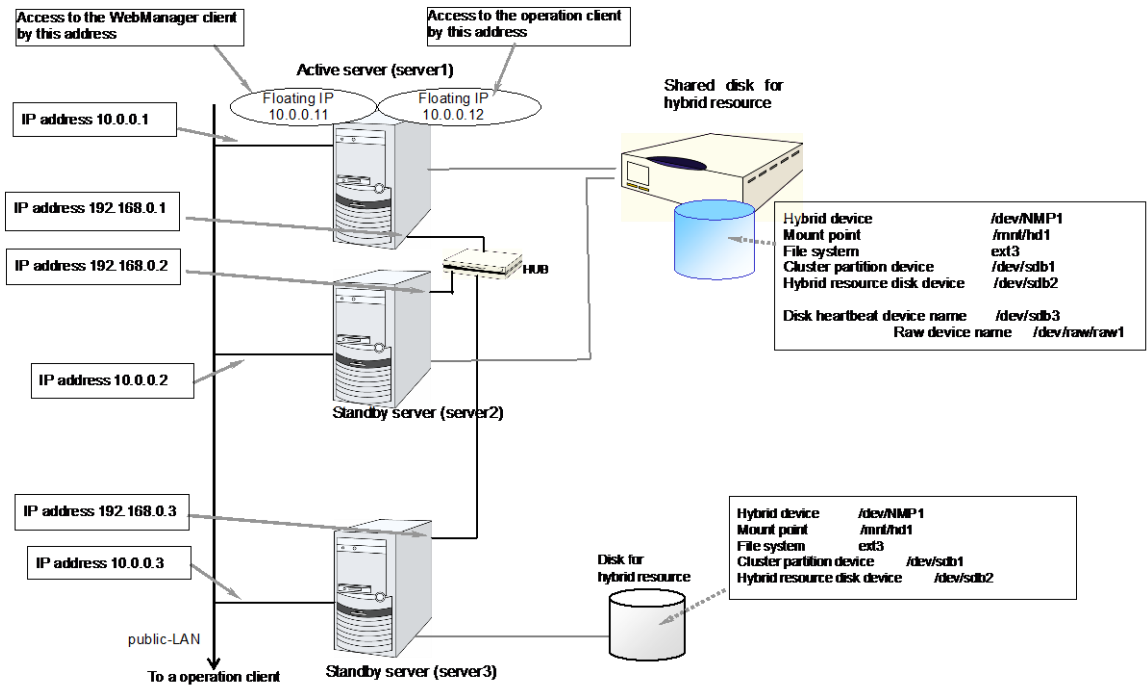 Access to the WebManager client
by this address
Access to the operation client
by this address
Active server (server1)
Floating IP
10.0.0.11
Floating IP
10.0.0.12
Shared disk for
hybrid resource
IP address 10.0.0.1
IP address 192.168.0.1
IP address 192.168.0.2
HUB
Hybrid device /dev/NMP1
Mount point /mnt/hd1
File system ext3
Cluster partition device /dev/sdb1
Hybrid resource disk device /dev/sdb2
Disk heartbeat device name /dev/sdb3
Raw device name /dev/raw/raw1
IP address 10.0.0.2
Standby server (server2)
IP address 192.168.0.3
IP address 10.0.0.3
Disk for
hybrid resource
Hybrid device /dev/NMP1
Mount point /mnt/hd1
File system ext3
Cluster partition device /dev/sdb1
Hybrid resource disk device /dev/sdb2
public-LAN
To a operation client
Standby server (server3)